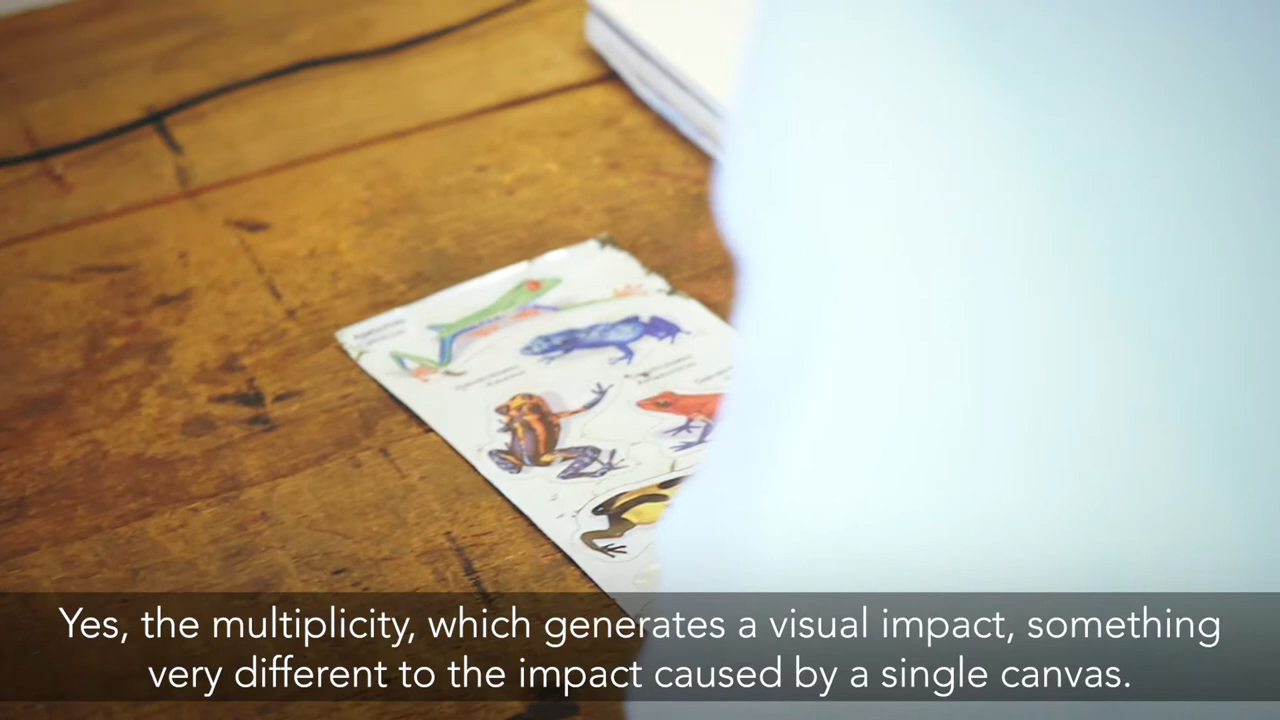 Yes, the multiplicity, which generates a visual impact, something
very different to the impact caused by a single canvas.